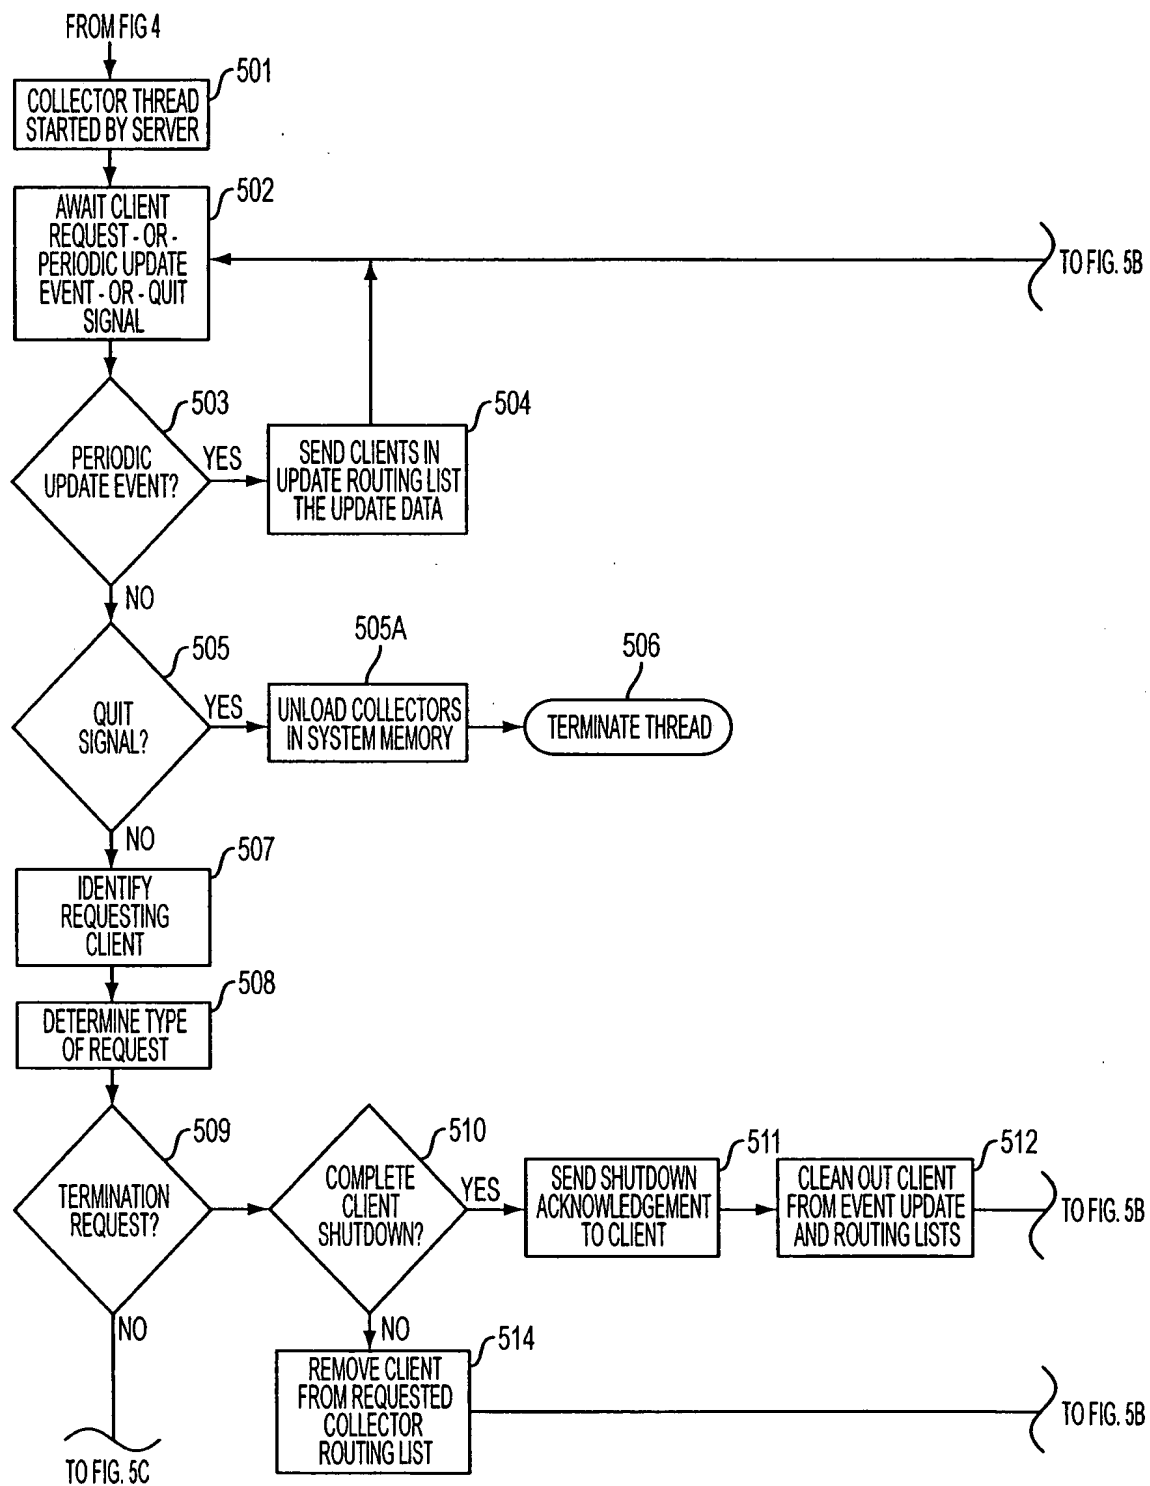 FROM FIG 4
501
COLLECTOR THREAD
STARTED BY SERVER
502
AWAIT CLIENT
REQUEST - OR -
PERIODIC UPDATE
EVENT - OR - QUIT
SIGNAL
TO FIG. 5B
503
PERIODIC
UPDATE EVENT?
YES
504
SEND CLIENTS IN
UPDATE ROUTING LIST
THE UPDATE DATA
NO
505
QUIT
SIGNAL?
YES
505A
UNLOAD COLLECTORS
IN SYSTEM MEMORY
506
TERMINATE THREAD
NO
507
IDENTIFY
REQUESTING
CLIENT
508
DETERMINE TYPE
OF REQUEST
509
TERMINATION
REQUEST?
510
COMPLETE
CLIENT
SHUTDOWN?
YES
511
SEND SHUTDOWN
ACKNOWLEDGEMENT
TO CLIENT
512
CLEAN OUT CLIENT
FROM EVENT UPDATE
AND ROUTING LISTS
TO FIG. 5B
NO
NO
514
REMOVE CLIENT
FROM REQUESTED
COLLECTOR
ROUTING LIST
TO FIG. 5B
TO FIG. 5C